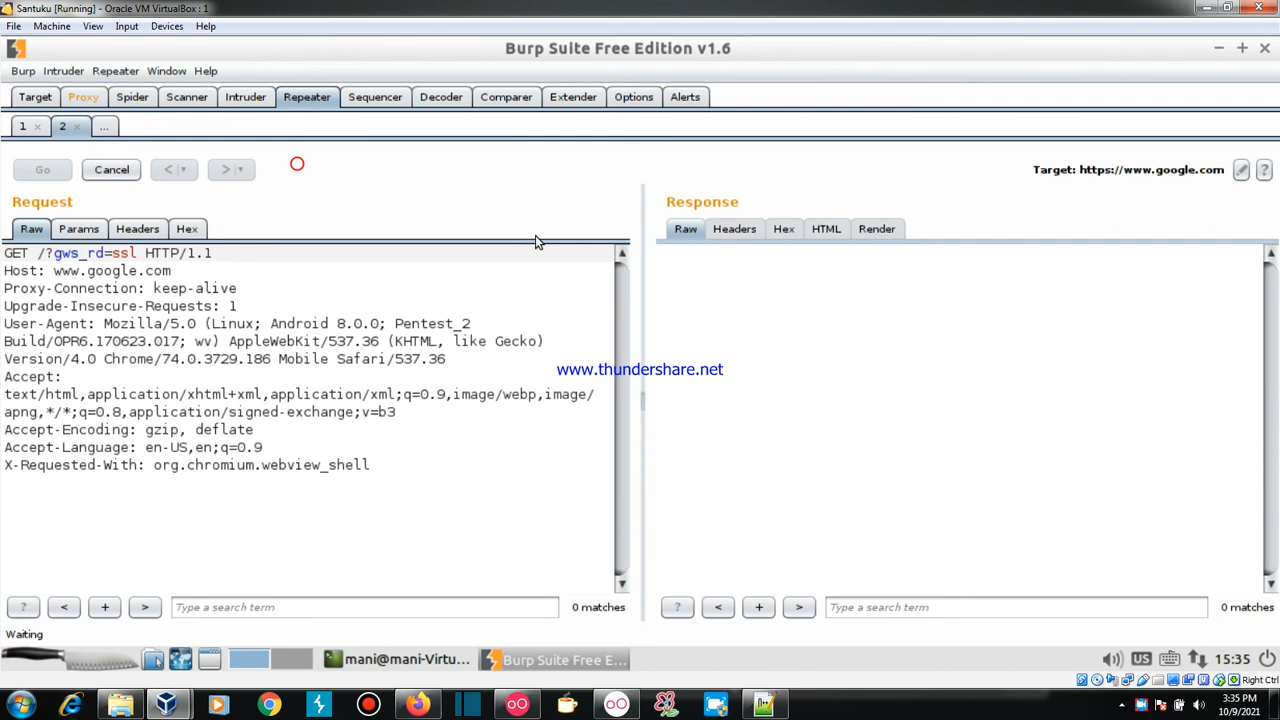 Santuku [Running] - Oracle VM VirtualBox : 1
File Machine View Input Devices Help
Burp Suite Free Edition v1.6
Burp Intruder Repeater Window Help
Target Proxy Spider Scanner Intruder Repeater Sequencer Decoder Comparer Extender Options Alerts
1 × 2 × ...
Go Cancel < ▾ > ▾ Target: https://www.google.com ?
Request
Raw Params Headers Hex
GET /?gws_rd=ssl HTTP/1.1
Host: www.google.com
Proxy-Connection: keep-alive
Upgrade-Insecure-Requests: 1
User-Agent: Mozilla/5.0 (Linux; Android 8.0.0; Pentest_2
Build/OPR6.170623.017; wv) AppleWebKit/537.36 (KHTML, like Gecko)
Version/4.0 Chrome/74.0.3729.186 Mobile Safari/537.36
Accept:
text/html,application/xhtml+xml,application/xml;q=0.9,image/webp,image/
apng,*/*;q=0.8,application/signed-exchange;v=b3
Accept-Encoding: gzip, deflate
Accept-Language: en-US,en;q=0.9
X-Requested-With: org.chromium.webview_shell
? < + > Type a search term 0 matches
Response
Raw Headers Hex HTML Render
www.thundershare.net
? < + > Type a search term 0 matches
Waiting
mani@mani-Virtu... Burp Suite Free E... US 15:35
Right Ctrl
3:35 PM
10/9/2021